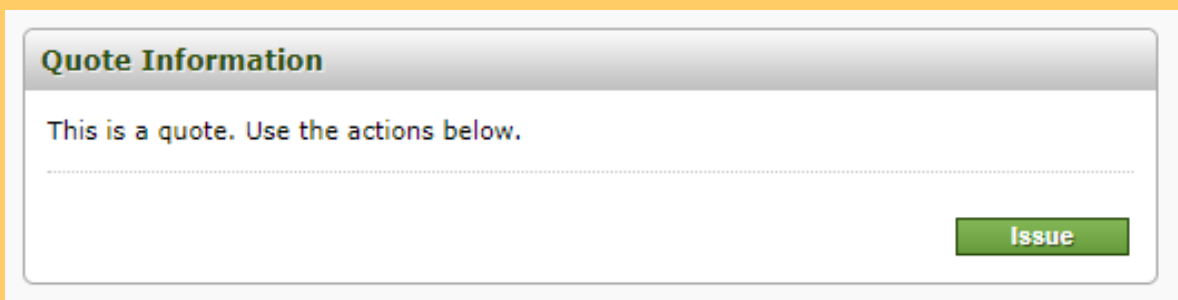 Quote Information
This is a quote. Use the actions below.
Issue